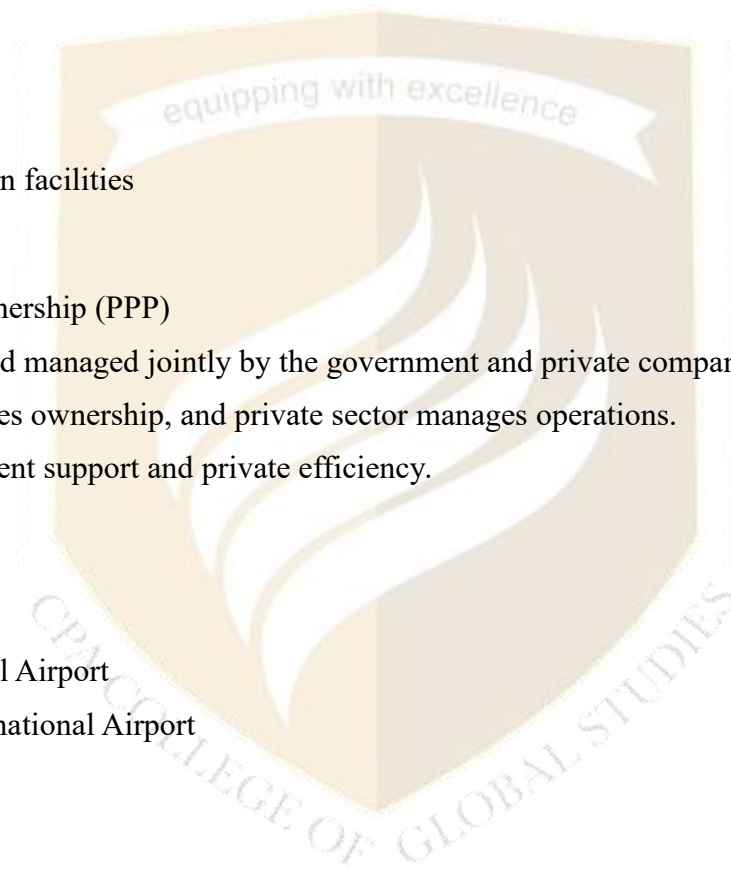 equipping with excellence
n facilities
nership (PPP)
d managed jointly by the government and private compan
es ownership, and private sector manages operations.
ent support and private efficiency.
l Airport
national Airport
CPA COLLEGE OF GLOBAL STUDIES